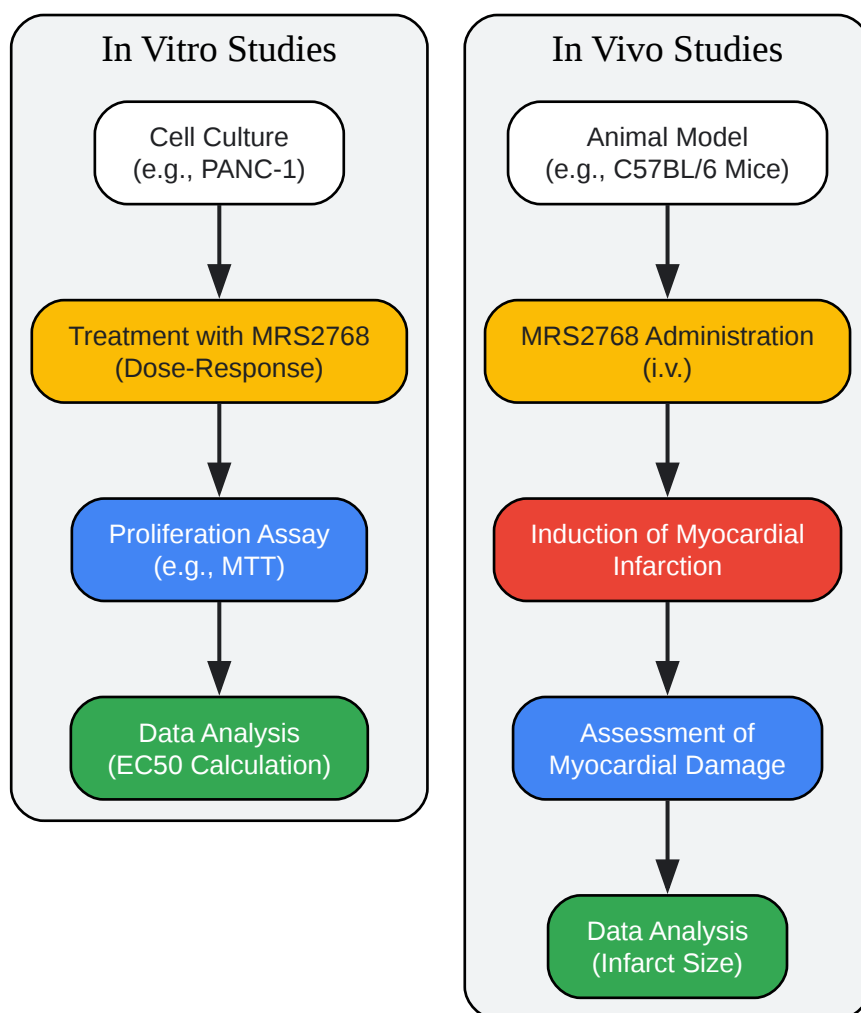 In Vitro Studies
Cell Culture
(e.g., PANC-1)
Treatment with MRS2768
(Dose-Response)
Proliferation Assay
(e.g., MTT)
Data Analysis
(EC50 Calculation)
In Vivo Studies
Animal Model
(e.g., C57BL/6 Mice)
MRS2768 Administration
(i.v.)
Induction of Myocardial
Infarction
Assessment of
Myocardial Damage
Data Analysis
(Infarct Size)